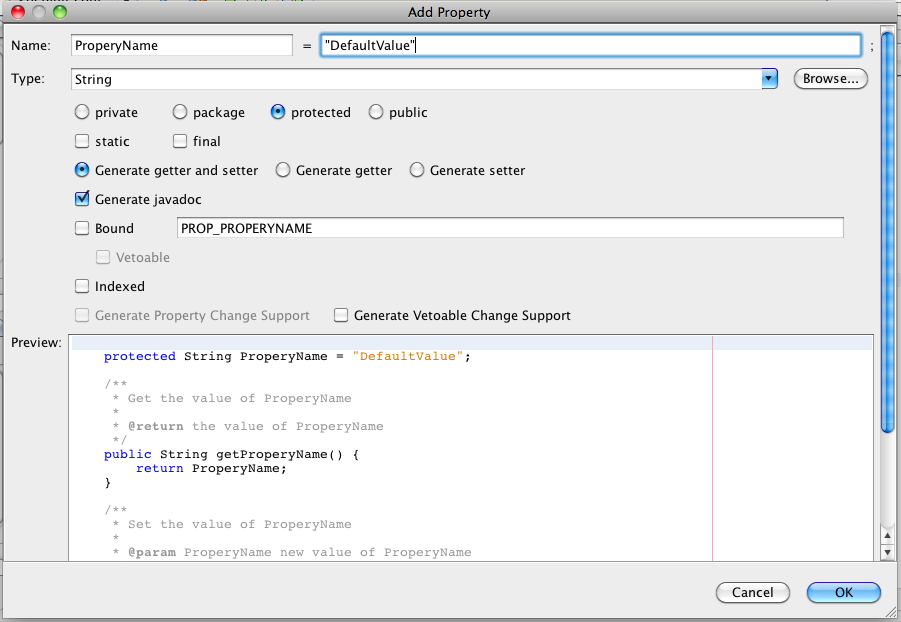 Add Property
Name: ProperyName = "DefaultValue" ;
Type: String Browse...
private package protected public
static final
Generate getter and setter Generate getter Generate setter
Generate javadoc
Bound PROP_PROPERYNAME
Vetoable
Indexed
Generate Property Change Support Generate Vetoable Change Support
Preview:
protected String ProperyName = "DefaultValue";
/**
* Get the value of ProperyName
*
* @return the value of ProperyName
*/
public String getProperyName() {
return ProperyName;
}
/**
* Set the value of ProperyName
*
* @param ProperyName new value of ProperyName
Cancel OK